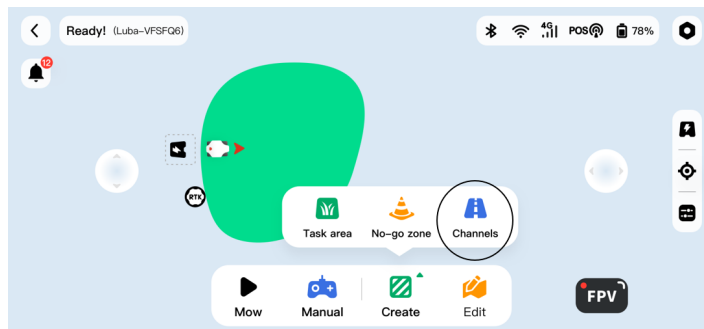 Ready! (Luba-VFSFQ6)
4G
POS
78%
12
RTK
Task area
No-go zone
Channels
Mow
Manual
Create
Edit
FPV